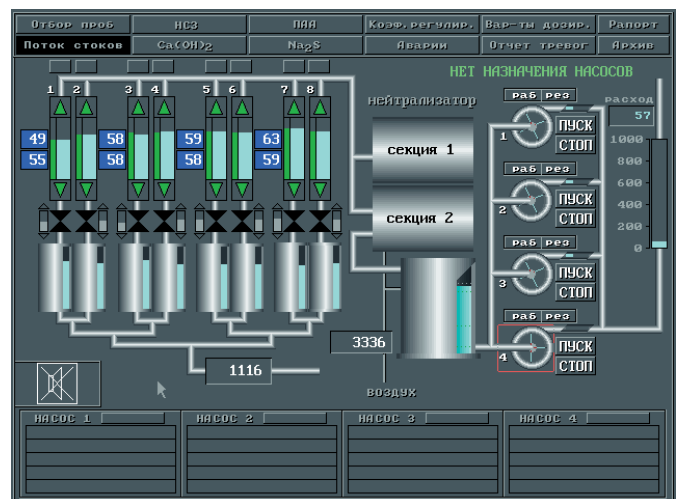 Отбор проб НСЗ ПАА Коэф.регулир. Вар-ты дозир. Рапорт
Поток стоков Ca(OH)2 Na2S Аварии Отчет тревог Архив
НЕТ НАЗНАЧЕНИЯ НАСОСОВ
1 2 3 4 5 6 7 8
нейтрализатор
раб рез
расход
57
ПУСК
СТОП
1
49 58 59 63
55 58 58 59
секция 1
1000
800
600
400
200
0
раб рез
ПУСК
СТОП
2
секция 2
раб рез
ПУСК
СТОП
3
раб рез
ПУСК
СТОП
4
3336
1116
воздух
НАСОС 1 НАСОС 2 НАСОС 3 НАСОС 4